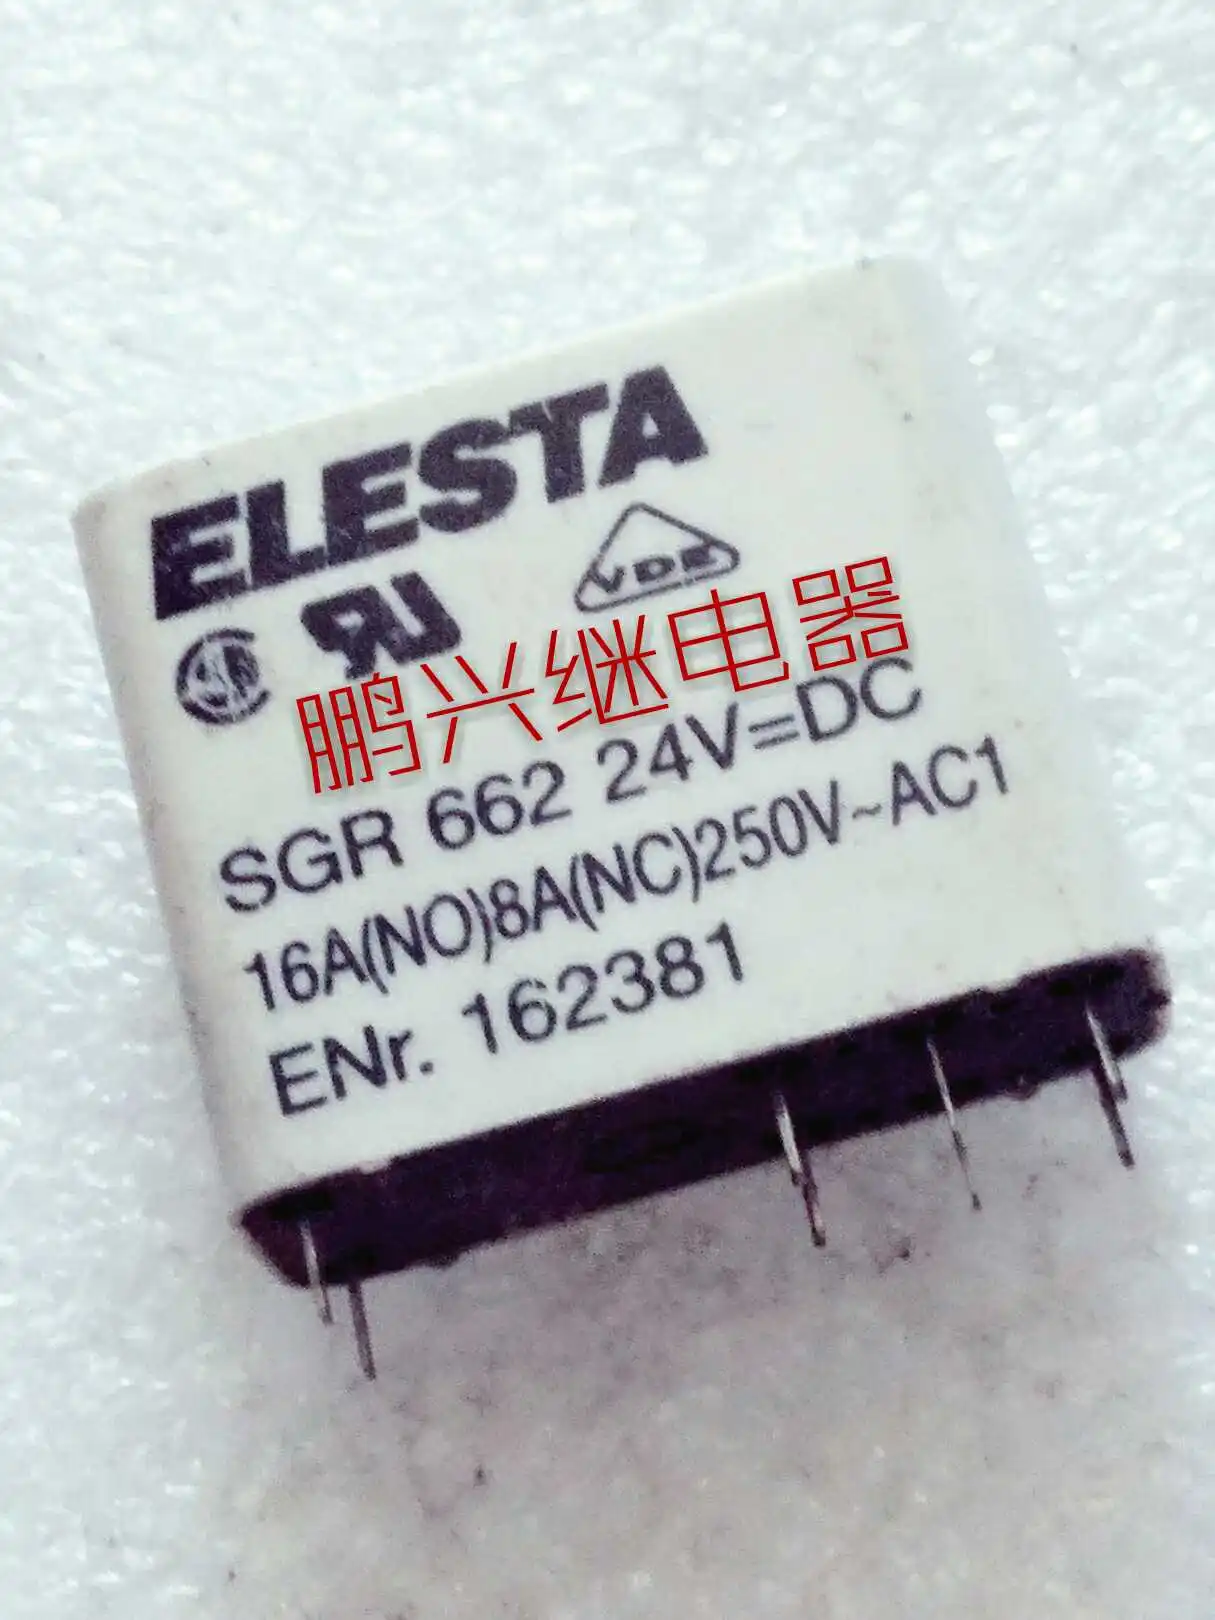 ELESTA
VDE
鹏兴继电器
SGR 662 24V=DC
16A(NO)8A(NC)250V~AC1
ENr. 162381